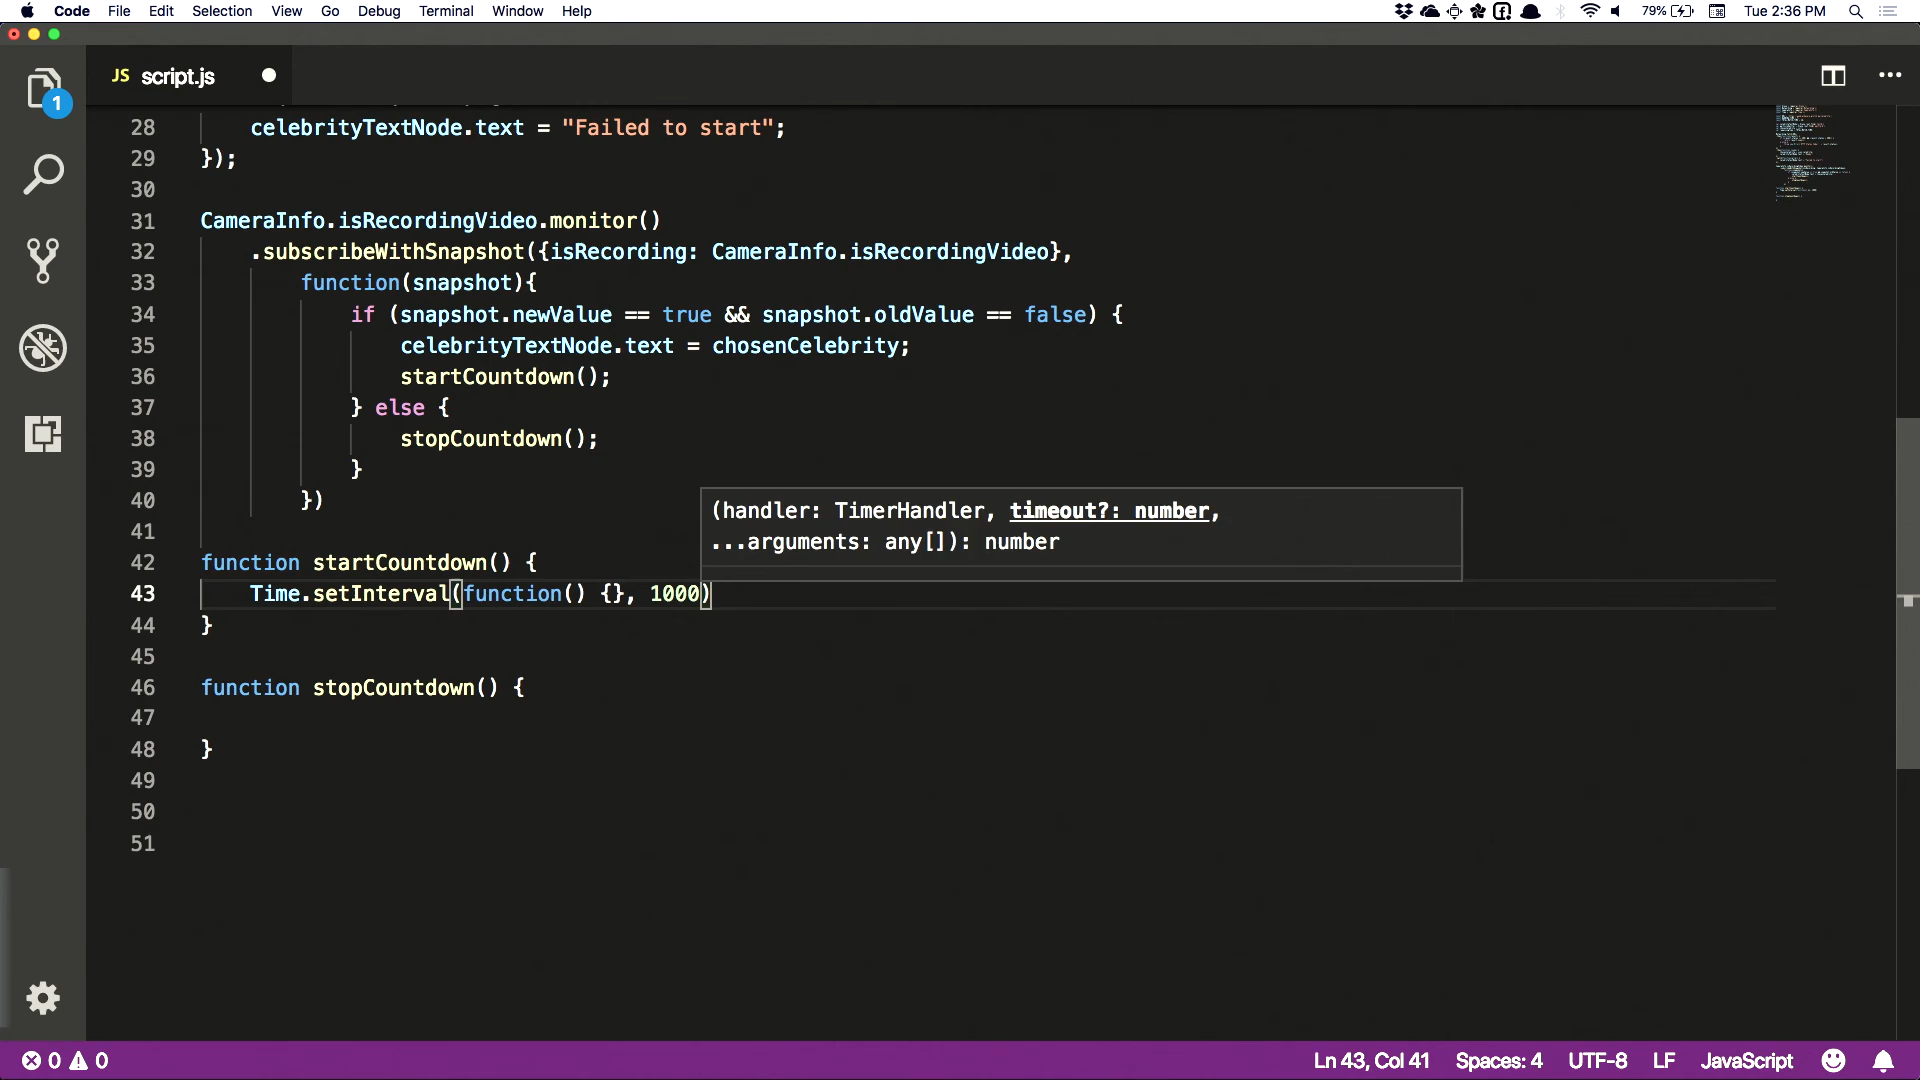 Code File Edit Selection View Go Debug Terminal Window Help 79% Tue 2:36 PM
JS script.js
1
28 celebrityTextNode.text = "Failed to start";
29 });
30
31 CameraInfo.isRecordingVideo.monitor()
32 .subscribeWithSnapshot({isRecording: CameraInfo.isRecordingVideo},
33 function(snapshot){
34 if (snapshot.newValue == true && snapshot.oldValue == false) {
35 celebrityTextNode.text = chosenCelebrity;
36 startCountdown();
37 } else {
38 stopCountdown();
39 }
40 })
(handler: TimerHandler, timeout?: number,
...arguments: any[]): number
41
42 function startCountdown() {
43 Time.setInterval(function() {}, 1000)
44 }
45
46 function stopCountdown() {
47
48 }
49
50
51
0 0 Ln 43, Col 41 Spaces: 4 UTF-8 LF JavaScript